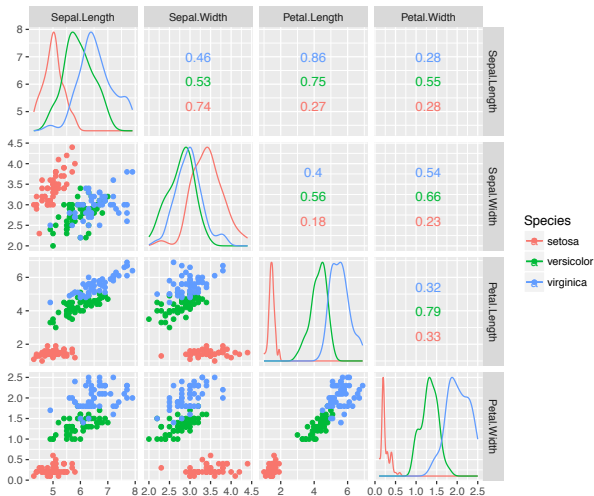 Sepal.Length Sepal.Width Petal.Length Petal.Width
8
7
6
5
0.46 0.86 0.28
0.53 0.75 0.55
0.74 0.27 0.28
Sepal.Length
4.5
4.0
3.5
3.0
2.5
2.0
0.4 0.54
0.56 0.66
0.18 0.23
Sepal.Width
Species
setosa
versicolor
virginica
6
4
2
0.32
0.79
0.33
Petal.Length
2.5
2.0
1.5
1.0
0.5
0.0
Petal.Width
5 6 7 8 2.0 2.5 3.0 3.5 4.0 4.5 2 4 6 0.0 0.5 1.0 1.5 2.0 2.5